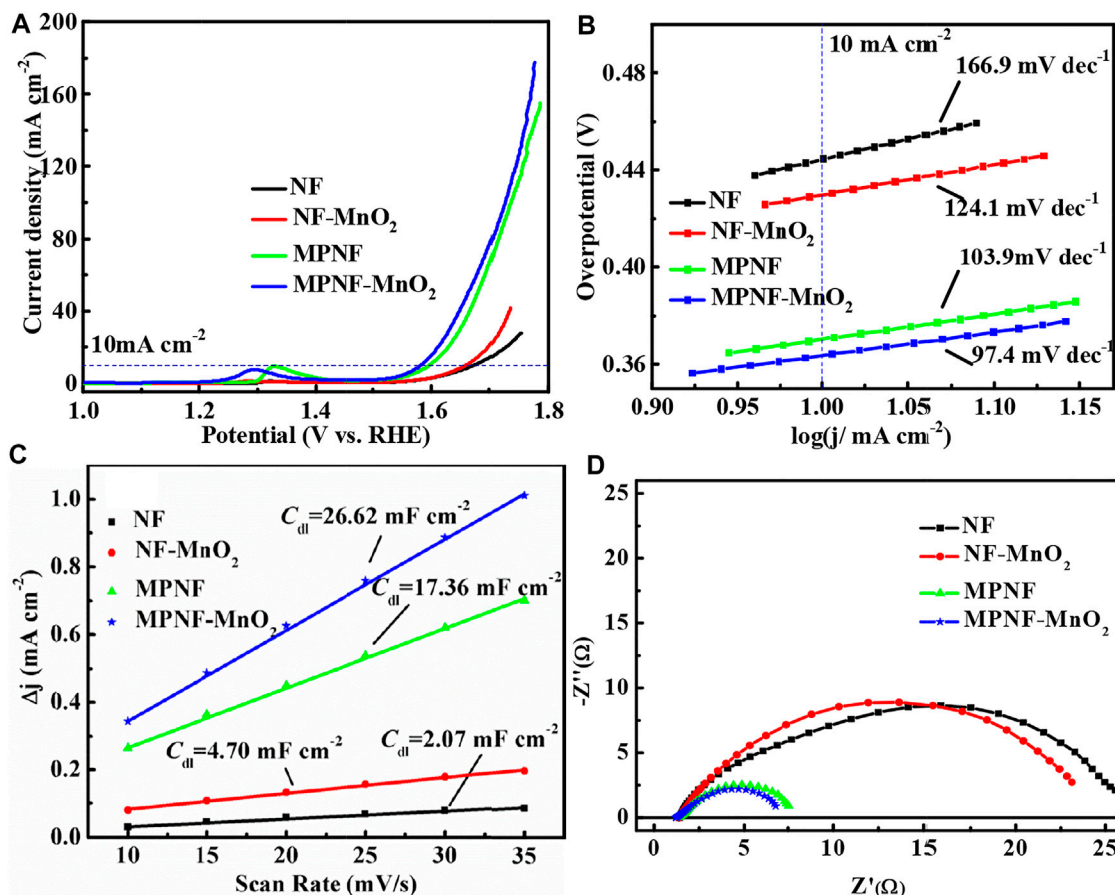 A
Current density (mA cm⁻²)
200
160
120
80
40
0
NF
NF-MnO₂
MPNF
MPNF-MnO₂
10mA cm⁻²
1.0 1.2 1.4 1.6 1.8
Potential (V vs. RHE)
B
Overpotential (V)
0.48
0.44
0.40
0.36
10 mA cm⁻²
166.9 mV dec⁻¹
NF
NF-MnO₂
MPNF
MPNF-MnO₂
124.1 mV dec⁻¹
103.9mV dec⁻¹
97.4 mV dec⁻¹
0.90 0.95 1.00 1.05 1.10 1.15
log(j/ mA cm⁻²)
C
Δj (mA cm⁻²)
1.0
0.8
0.6
0.4
0.2
0.0
NF
NF-MnO₂
MPNF
MPNF-MnO₂
C_dl=26.62 mF cm⁻²
C_dl=17.36 mF cm⁻²
C_dl=4.70 mF cm⁻²
C_dl=2.07 mF cm⁻²
10 15 20 25 30 35
Scan Rate (mV/s)
D
-Z''(Ω)
25
20
15
10
5
0
NF
NF-MnO₂
MPNF
MPNF-MnO₂
0 5 10 15 20 25
Z'(Ω)